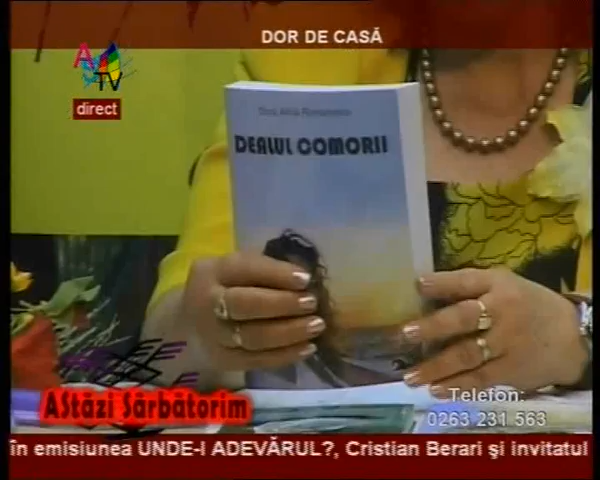 DOR DE CASĂ
A
TV
direct
DEALUL COMORII
AStăzi Sărbătorim
Telefon:
0263 231 563
în emisiunea UNDE-I ADEVĂRUL?, Cristian Berari şi invitatul